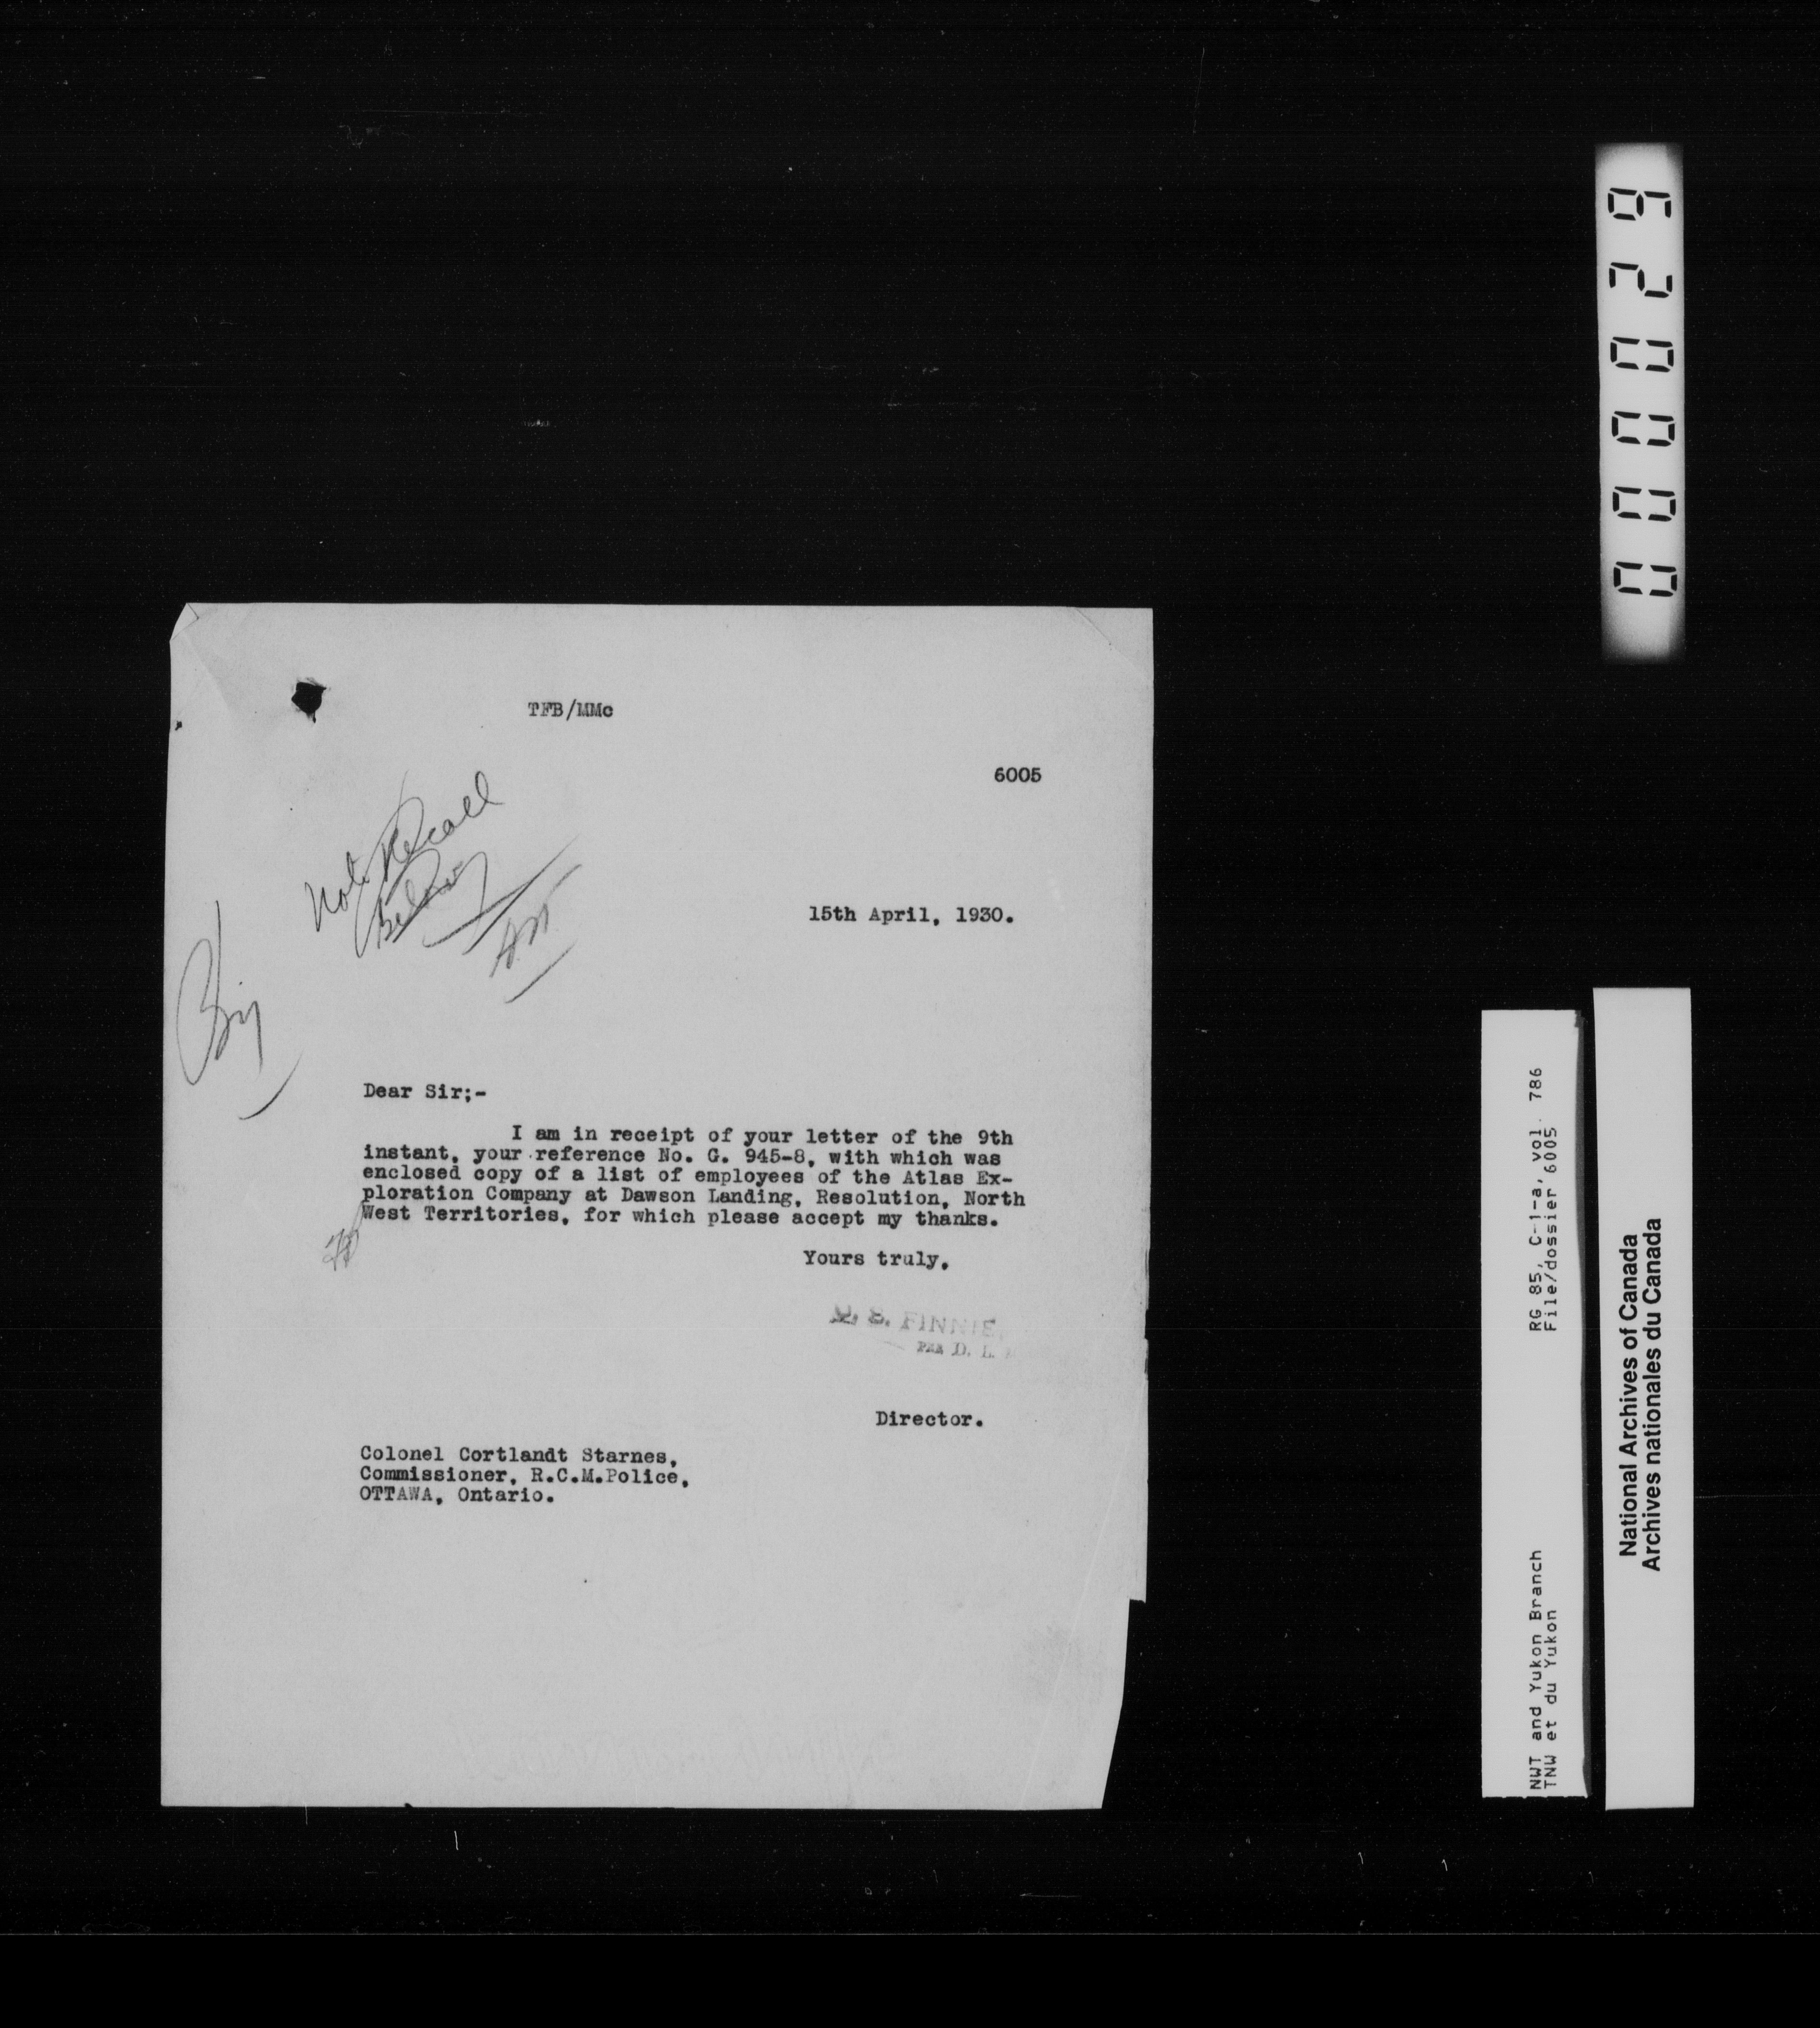 TFB/MMc
6005
Note Recall
Below
15th April, 1930.
Dear Sir;-
I am in receipt of your letter of the 9th
instant, your reference No. G. 945-8, with which was
enclosed copy of a list of employees of the Atlas Ex-
ploration Company at Dawson Landing, Resolution, North
West Territories, for which please accept my thanks.
Yours truly,
FINNIE,
PER D. L.
Director.
Colonel Cortlandt Starnes,
Commissioner, R.C.M.Police,
OTTAWA, Ontario.
000029
RG 85, C-1-a, vol. 786
File/dossier 6005
NWT and Yukon Branch
TNW et du Yukon
National Archives of Canada
Archives nationales du Canada